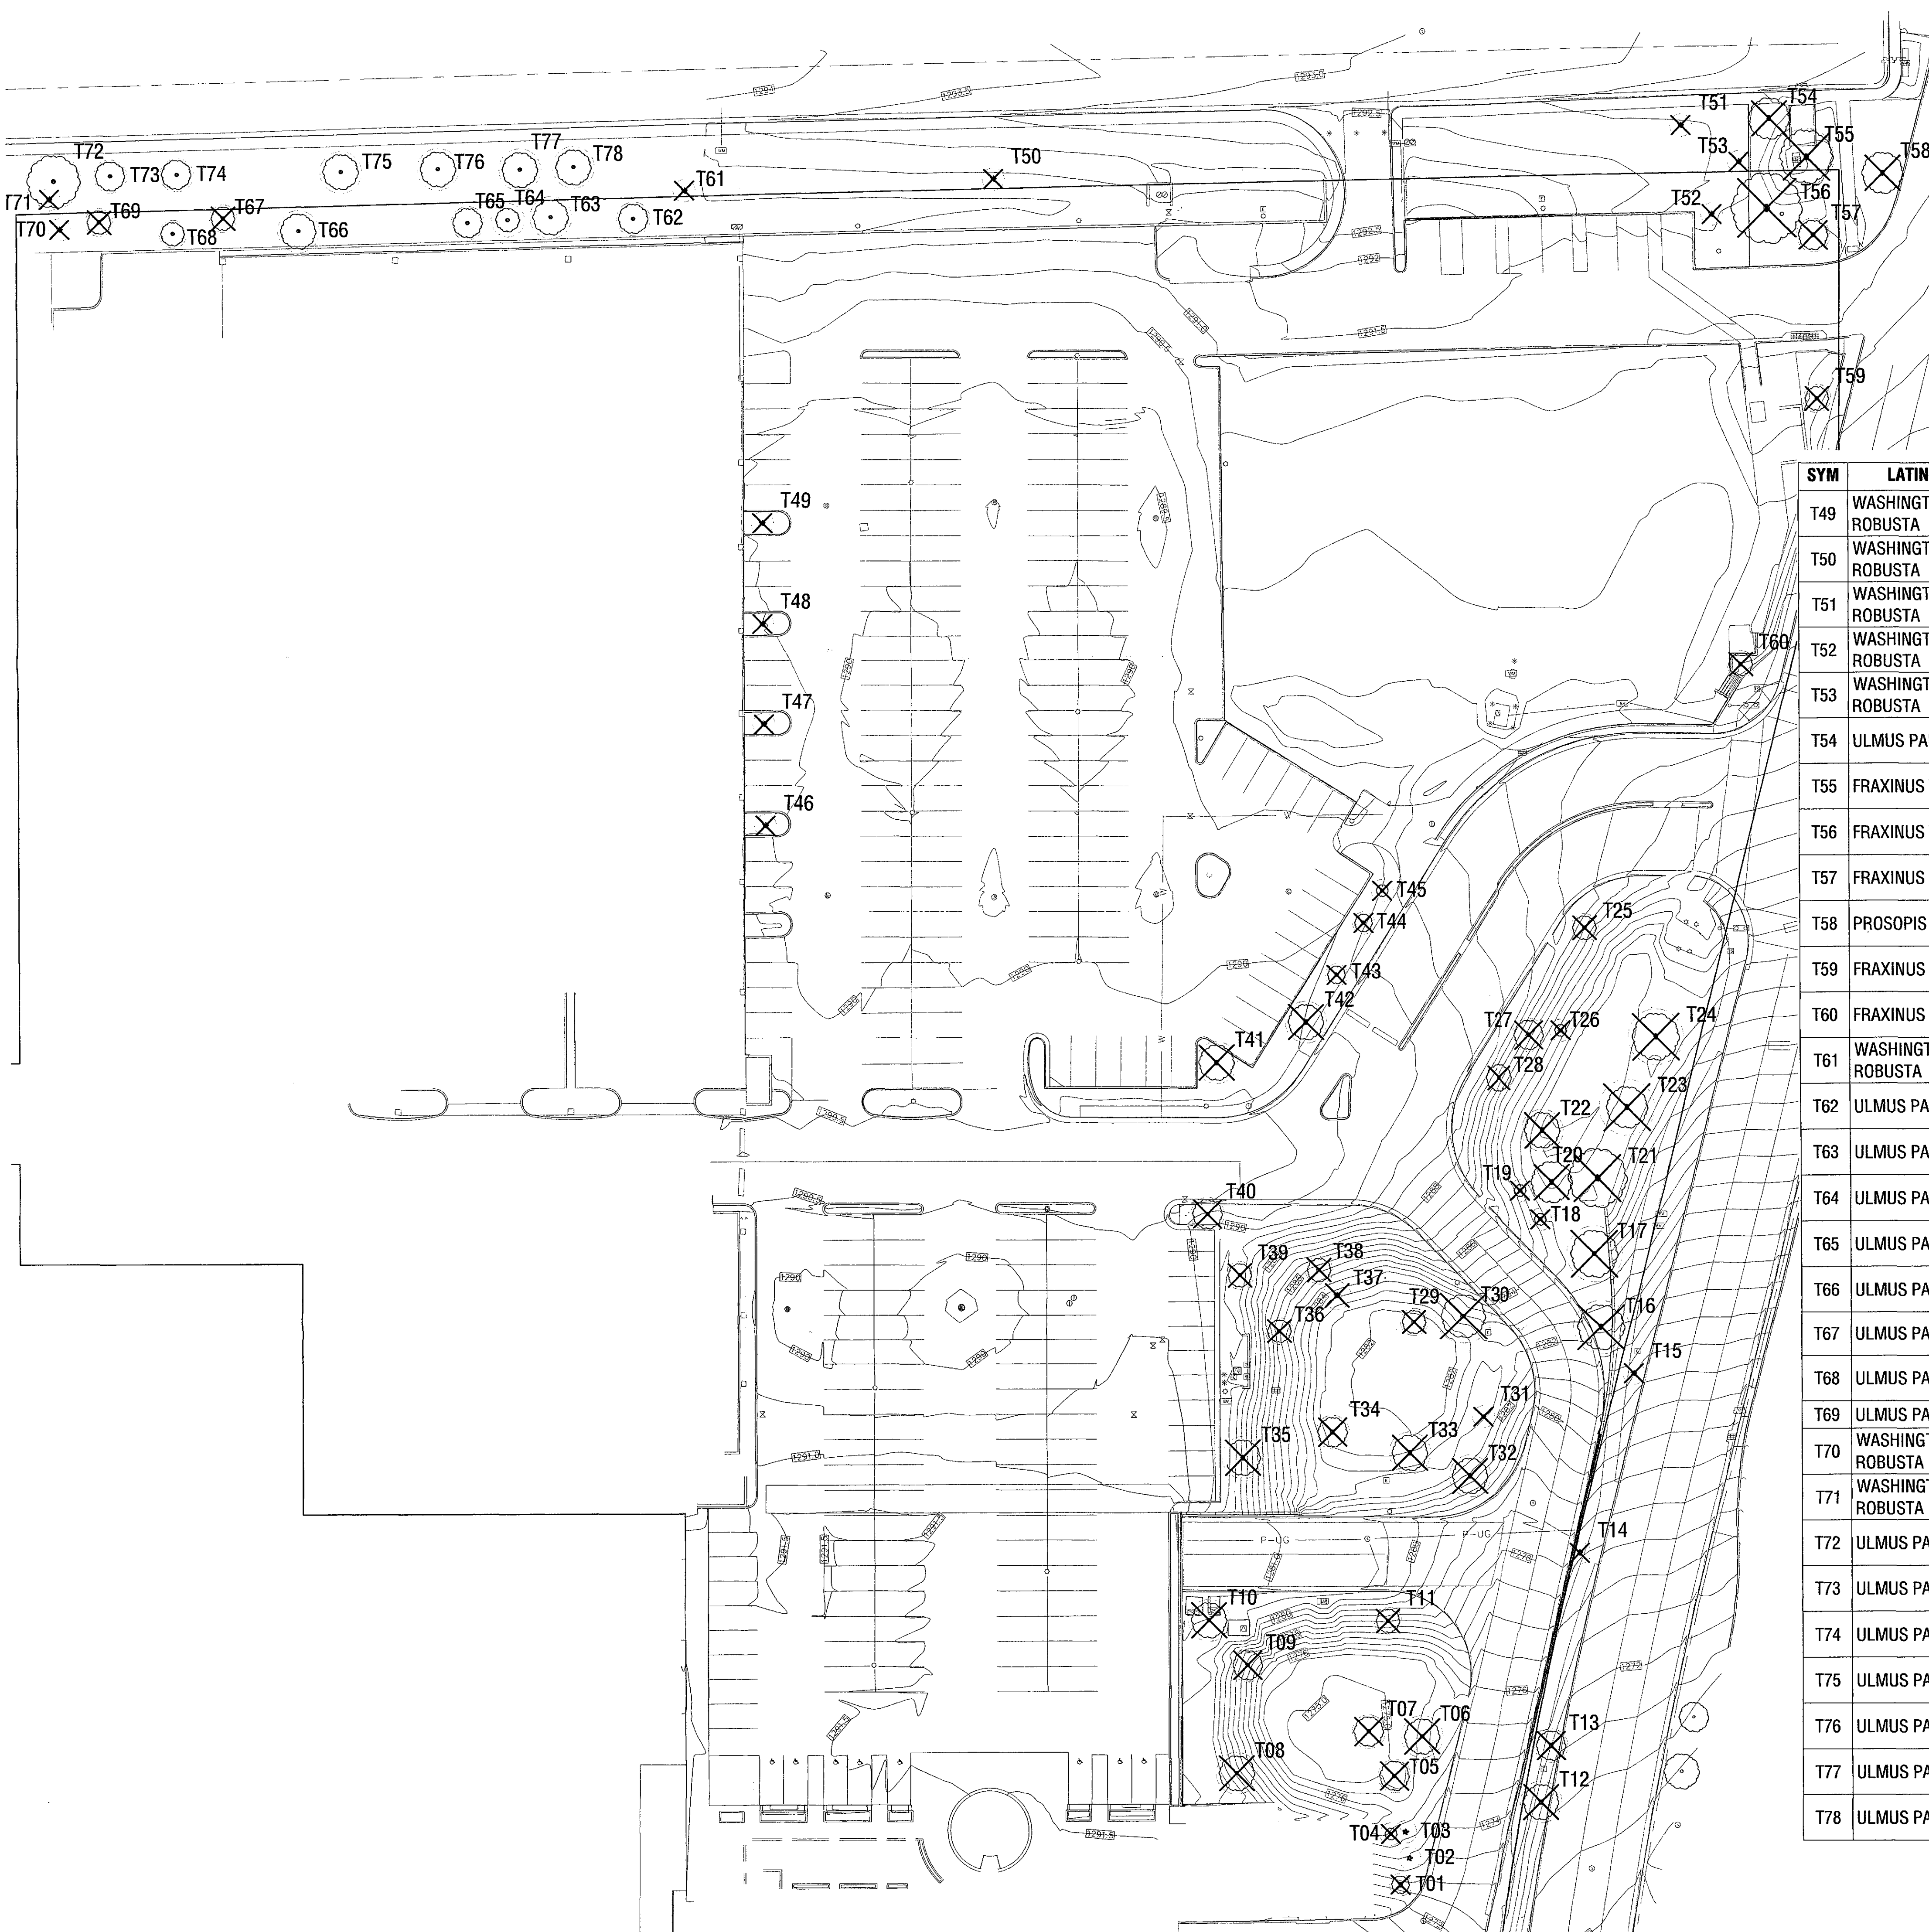 T51
T54
T55
T58
T53
T56
T52
T57
T72
T73
T74
T75
T76
T77
T78
T50
T61
T71
T70
T69
T68
T67
T66
T65
T64
T63
T62
T59
T49
T48
T47
T46
T60
T45
T44
T43
T42
T41
T25
T27
T26
T24
T28
T23
T22
T20
T21
T19
T18
T17
T40
T39
T38
T37
T36
T29
T30
T16
T15
T31
T34
T35
T33
T32
T14
P-UG
P-UG
T10
T11
T09
T07
T06
T13
T08
T05
T12
T04
T03
T02
T01
SYM LATIN
T49 WASHINGT
ROBUSTA
T50 WASHINGT
ROBUSTA
T51 WASHINGT
ROBUSTA
T52 WASHINGT
ROBUSTA
T53 WASHINGT
ROBUSTA
T54 ULMUS PA
T55 FRAXINUS
T56 FRAXINUS
T57 FRAXINUS
T58 PROSOPIS
T59 FRAXINUS
T60 FRAXINUS
T61 WASHINGT
ROBUSTA
T62 ULMUS PA
T63 ULMUS PA
T64 ULMUS PA
T65 ULMUS PA
T66 ULMUS PA
T67 ULMUS PA
T68 ULMUS PA
T69 ULMUS PA
T70 WASHINGT
ROBUSTA
T71 WASHINGT
ROBUSTA
T72 ULMUS PA
T73 ULMUS PA
T74 ULMUS PA
T75 ULMUS PA
T76 ULMUS PA
T77 ULMUS PA
T78 ULMUS PA